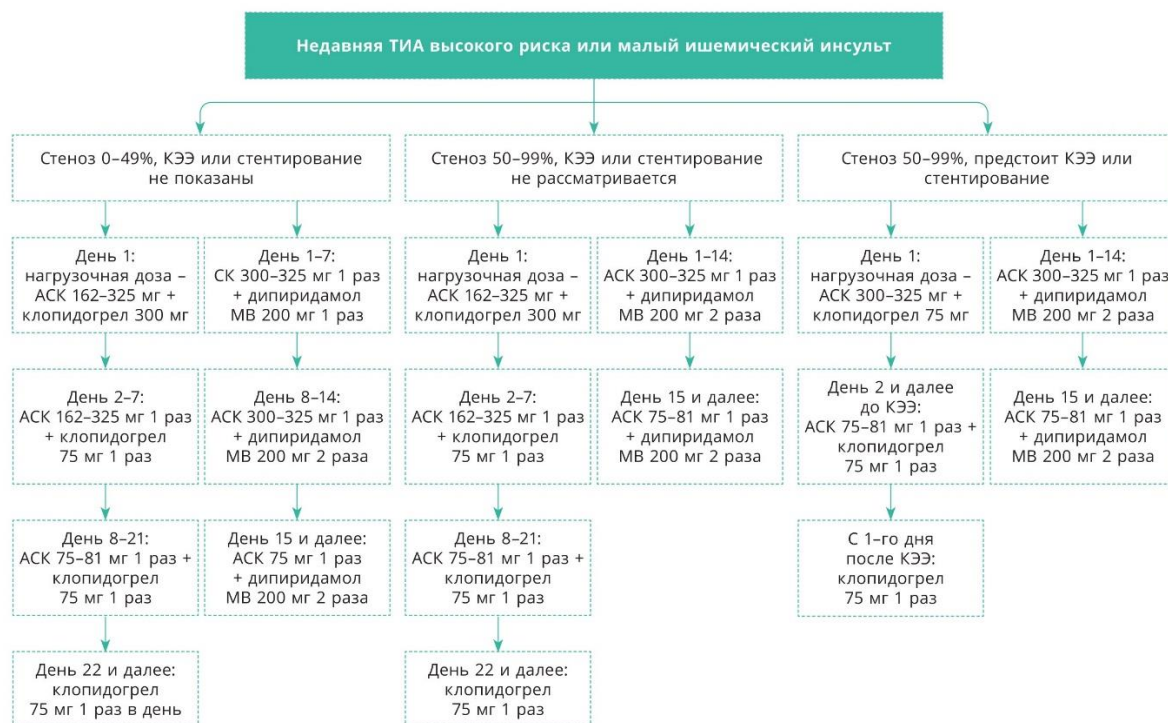 Недавняя ТИА высокого риска или малый ишемический инсульт
Стеноз 0–49%, КЭЭ или стентирование
не показаны
Стеноз 50–99%, КЭЭ или стентирование
не рассматривается
Стеноз 50–99%, предстоит КЭЭ или
стентирование
День 1:
нагрузочная доза –
АСК 162–325 мг +
клопидогрел 300 мг
День 1–7:
СК 300–325 мг 1 раз
+ дипиридамол
МВ 200 мг 1 раз
День 1:
нагрузочная доза –
АСК 162–325 мг +
клопидогрел 300 мг
День 1–14:
АСК 300–325 мг 1 раз
+ дипиридамол
МВ 200 мг 2 раза
День 1:
нагрузочная доза –
АСК 300–325 мг +
клопидогрел 75 мг
День 1–14:
АСК 300–325 мг 1 раз
+ дипиридамол
МВ 200 мг 2 раза
День 2–7:
АСК 162–325 мг 1 раз
+ клопидогрел
75 мг 1 раз
День 8–14:
АСК 300–325 мг 1 раз
+ дипиридамол
МВ 200 мг 2 раза
День 2–7:
АСК 162–325 мг 1 раз
+ клопидогрел
75 мг 1 раз
День 15 и далее:
АСК 75–81 мг 1 раз
+ дипиридамол
МВ 200 мг 2 раза
День 2 и далее
до КЭЭ:
АСК 75–81 мг 1 раз +
клопидогрел
75 мг 1 раз
День 15 и далее:
АСК 75–81 мг 1 раз
+ дипиридамол
МВ 200 мг 2 раза
День 8–21:
АСК 75–81 мг 1 раз +
клопидогрел
75 мг 1 раз
День 15 и далее:
АСК 75 мг 1 раз
+ дипиридамол
МВ 200 мг 2 раза
День 8–21:
АСК 75–81 мг 1 раз +
клопидогрел
75 мг 1 раз
С 1-го дня
после КЭЭ:
клопидогрел
75 мг 1 раз
День 22 и далее:
клопидогрел
75 мг 1 раз в день
День 22 и далее:
клопидогрел
75 мг 1 раз